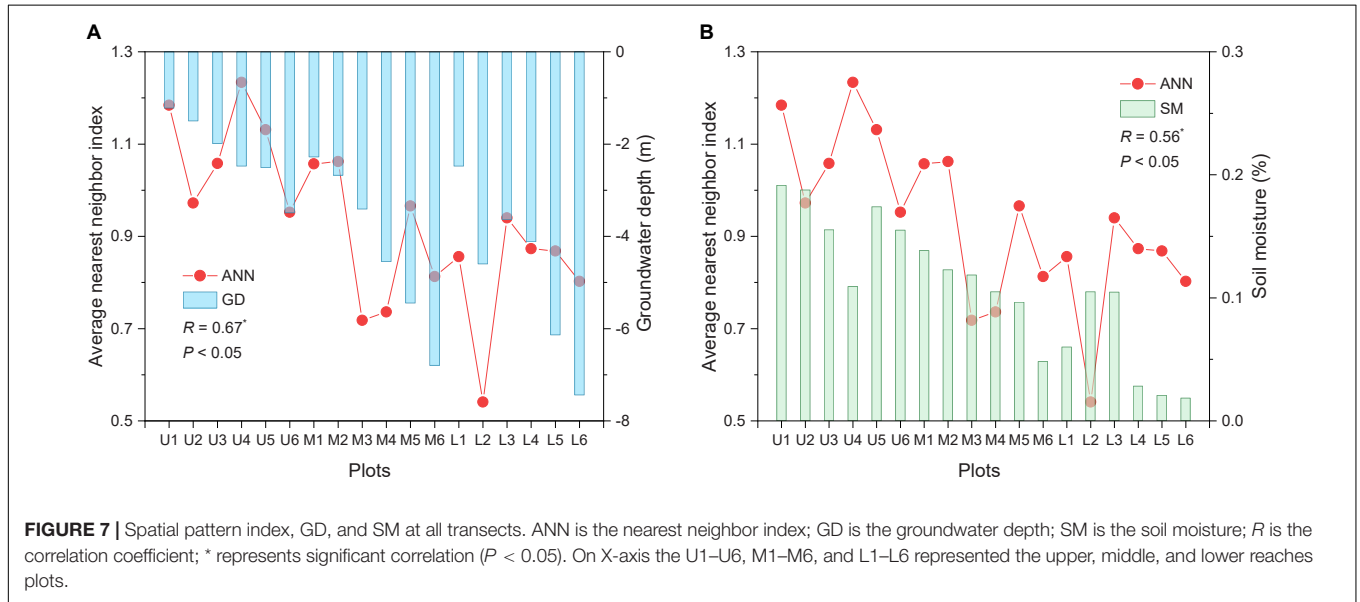 A
B
1.3
1.1
0.9
0.7
0.5
Average nearest neighbor index
ANN
GD
R = 0.67*
P < 0.05
0
-2
-4
-6
-8
Groundwater depth (m)
U1 U2 U3 U4 U5 U6 M1 M2 M3 M4 M5 M6 L1 L2 L3 L4 L5 L6
Plots
1.3
1.1
0.9
0.7
0.5
Average nearest neighbor index
ANN
SM
R = 0.56*
P < 0.05
0.3
0.2
0.1
0.0
Soil moisture (%)
U1 U2 U3 U4 U5 U6 M1 M2 M3 M4 M5 M6 L1 L2 L3 L4 L5 L6
Plots
FIGURE 7 | Spatial pattern index, GD, and SM at all transects. ANN is the nearest neighbor index; GD is the groundwater depth; SM is the soil moisture; R is the
correlation coefficient; * represents significant correlation (P < 0.05). On X-axis the U1–U6, M1–M6, and L1–L6 represented the upper, middle, and lower reaches
plots.